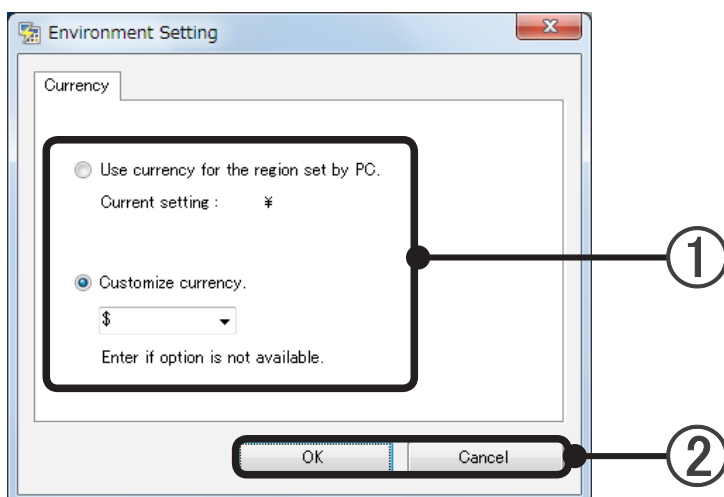 Environment Setting
Currency
Use currency for the region set by PC.
Current setting : ¥
①
Customize currency.
$
Enter if option is not available.
OK Cancel
②